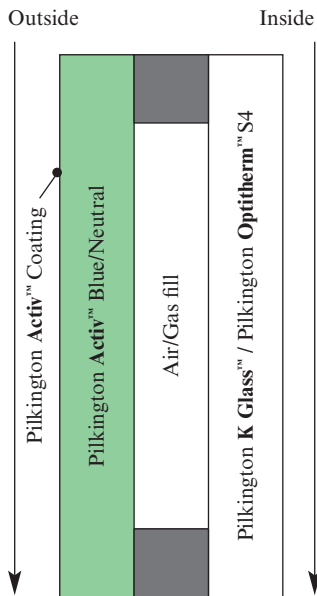 Outside
Inside
Pilkington Activ™ Coating
Pilkington Activ™ Blue/Neutral
Air/Gas fill
Pilkington K Glass™ / Pilkington Optitherm™ S4